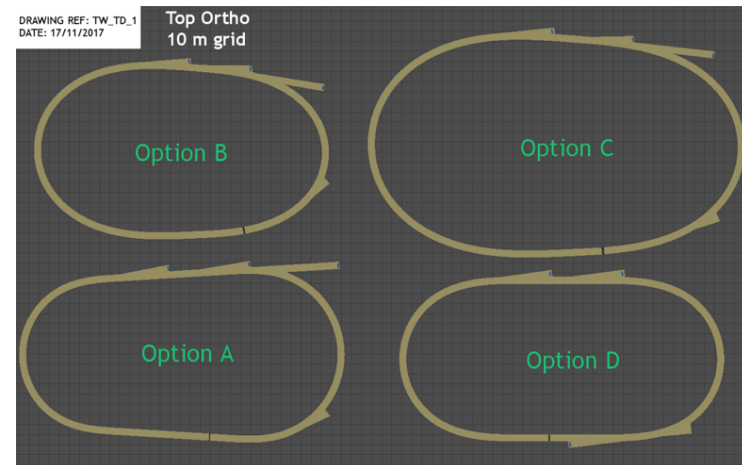 DRAWING REF: TW_TD_1
DATE: 17/11/2017
Top Ortho
10 m grid
Option B
Option C
Option A
Option D